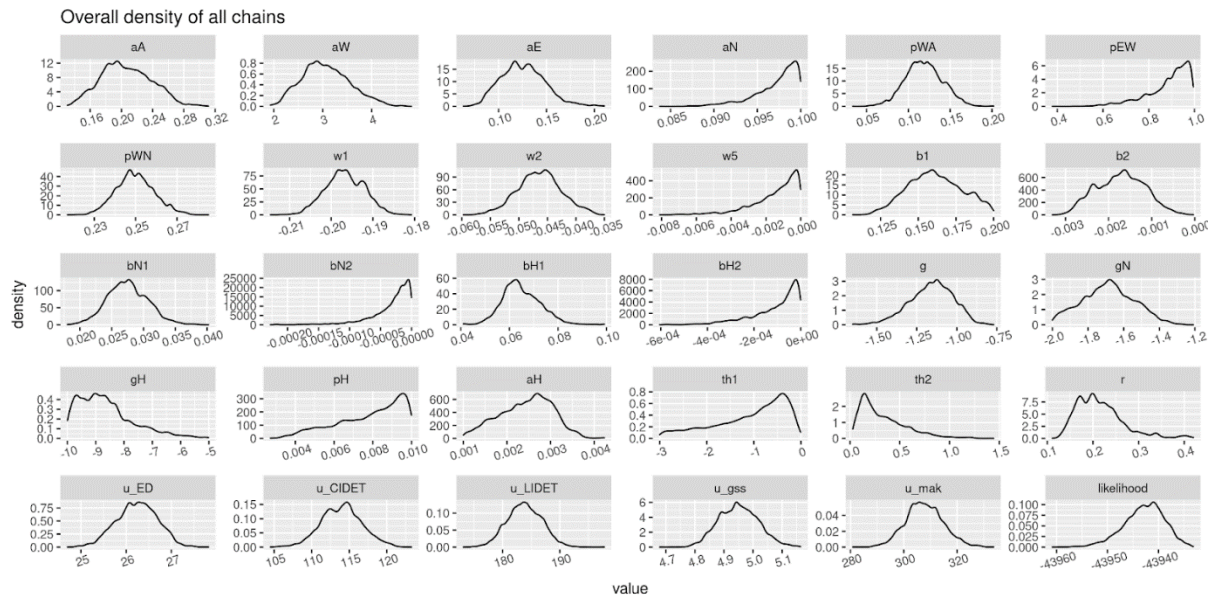 Overall density of all chains
aA
12
8
4
0
0.16 0.20 0.24 0.28 0.32
aW
0.8
0.6
0.4
0.2
0.0
2 3 4
aE
15
10
5
0
0.10 0.15 0.20
aN
200
100
0
0.085 0.090 0.095 0.100
pWA
15
10
5
0
0.05 0.10 0.15 0.20
pEW
6
4
2
0
0.4 0.6 0.8 1.0
pWN
40
30
20
10
0
0.23 0.25 0.27
w1
75
50
25
0
-0.21 -0.20 -0.19 -0.18
w2
90
60
30
0
-0.060 -0.055 -0.050 -0.045 -0.040 -0.035
w5
400
200
0
-0.008 -0.006 -0.004 -0.002 0.000
b1
20
15
10
5
0
0.125 0.150 0.175 0.200
b2
600
400
200
0
-0.003 -0.002 -0.001 0.000
density
bN1
100
50
0
0.020 0.025 0.030 0.035 0.040
bN2
25000
20000
15000
10000
5000
0
-0.00020 -0.00015 -0.00010 -0.00005 0.00000
bH1
60
40
20
0
0.04 0.06 0.08 0.10
bH2
8000
6000
4000
2000
0
-6e-04 -4e-04 -2e-04 0e+00
g
3
2
1
0
-1.50 -1.25 -1.00 -0.75
gN
3
2
1
0
-2.0 -1.8 -1.6 -1.4 -1.2
gH
0.4
0.3
0.2
0.1
0.0
-10 -9 -8 -7 -6 -5
pH
300
200
100
0
0.004 0.006 0.008 0.010
aH
600
400
200
0
0.001 0.002 0.003 0.004
th1
0.8
0.6
0.4
0.2
0.0
-3 -2 -1 0
th2
2
1
0
0.0 0.5 1.0 1.5
r
7.5
5.0
2.5
0.0
0.1 0.2 0.3 0.4
u_ED
0.75
0.50
0.25
0.00
25 26 27
u_CIDET
0.15
0.10
0.05
0.00
105 110 115 120
u_LIDET
0.10
0.05
0.00
180 190 200
u_gss
6
4
2
0
4.7 4.8 4.9 5.0 5.1
u_mak
0.04
0.02
0.00
280 300 320
likelihood
0.100
0.075
0.050
0.025
0.000
-43960 -43950 -43940
value